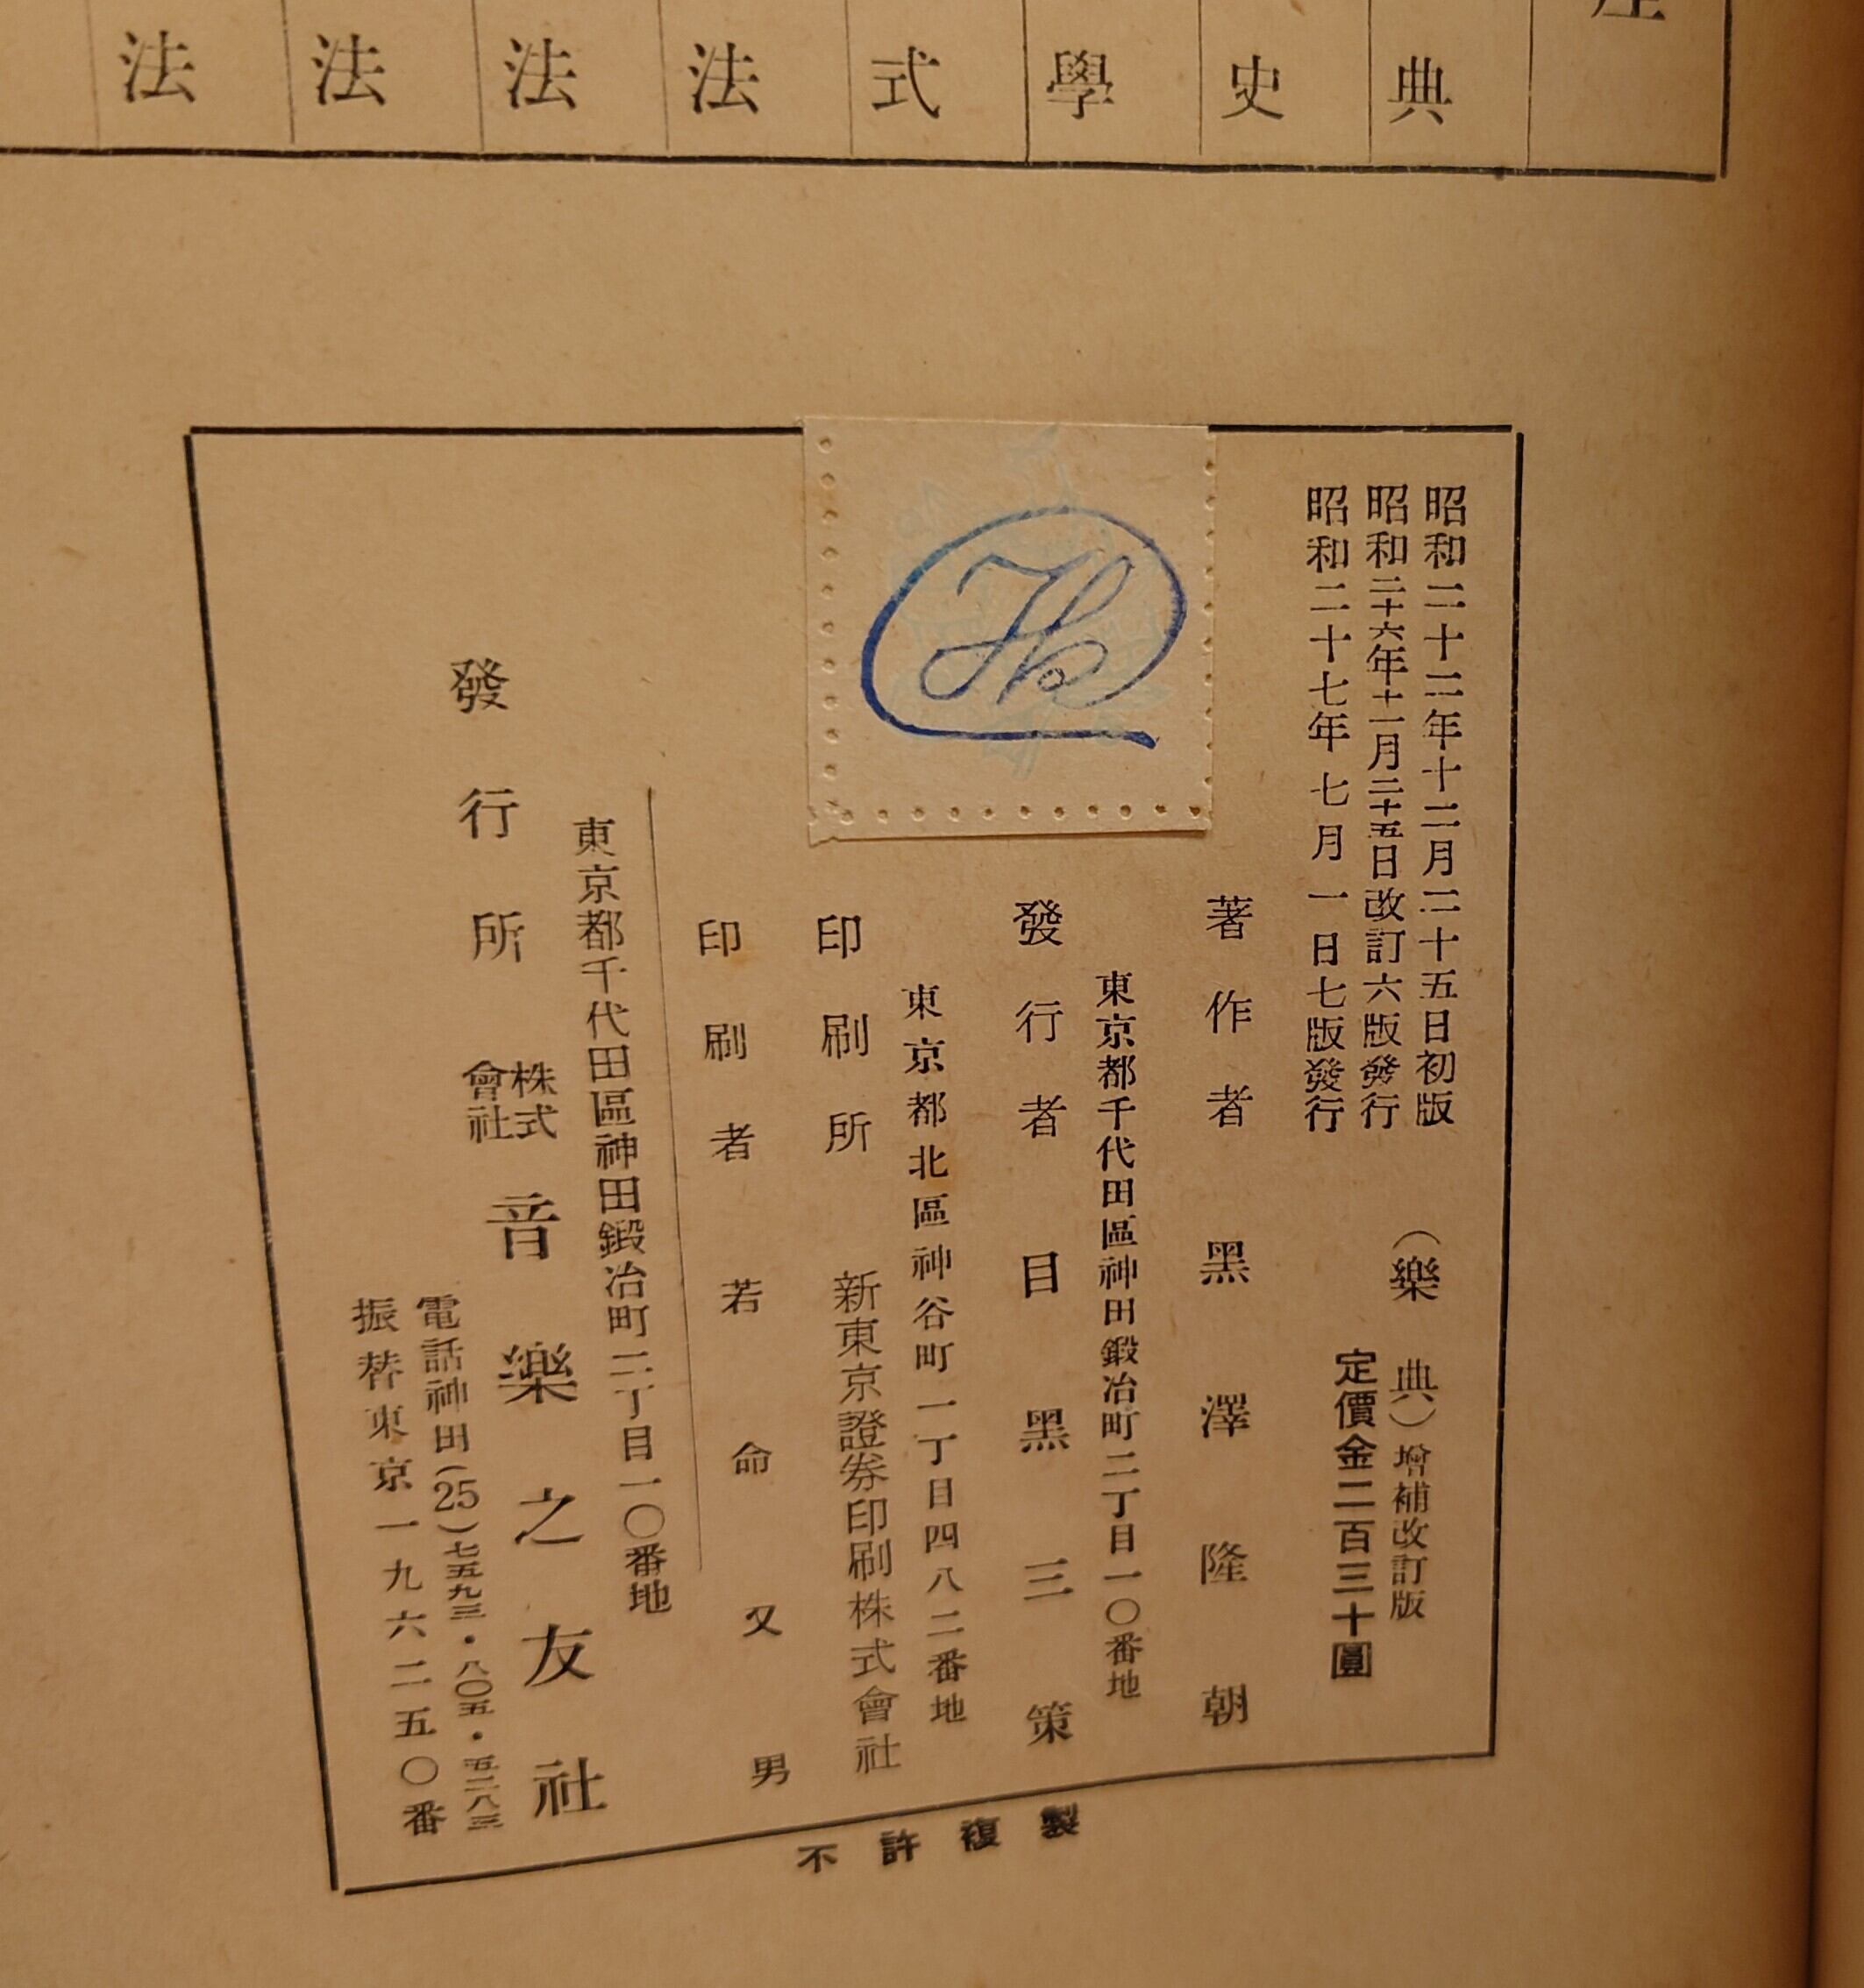 典
史
學
式
法
法
法
法
昭和二十二年十二月二十五日初版
昭和二十六年十一月二十五日改訂六版發行
昭和二十七年七月一日七版發行
(樂典)增補改訂版
定價金二百三十圓
著作者 黑澤隆朝
東京都千代田區神田鍛冶町二丁目一〇番地
發行者 目黑三策
東京都北區神谷町一丁目四八二番地
印刷所 新東京證券印刷株式會社
印刷者 若命又男
東京都千代田區神田鍛冶町二丁目一〇番地
發行所 株式會社 音樂之友社
電話神田(25)七五九三・八〇五・五二八三
振替東京一九六二五〇番
不許複製